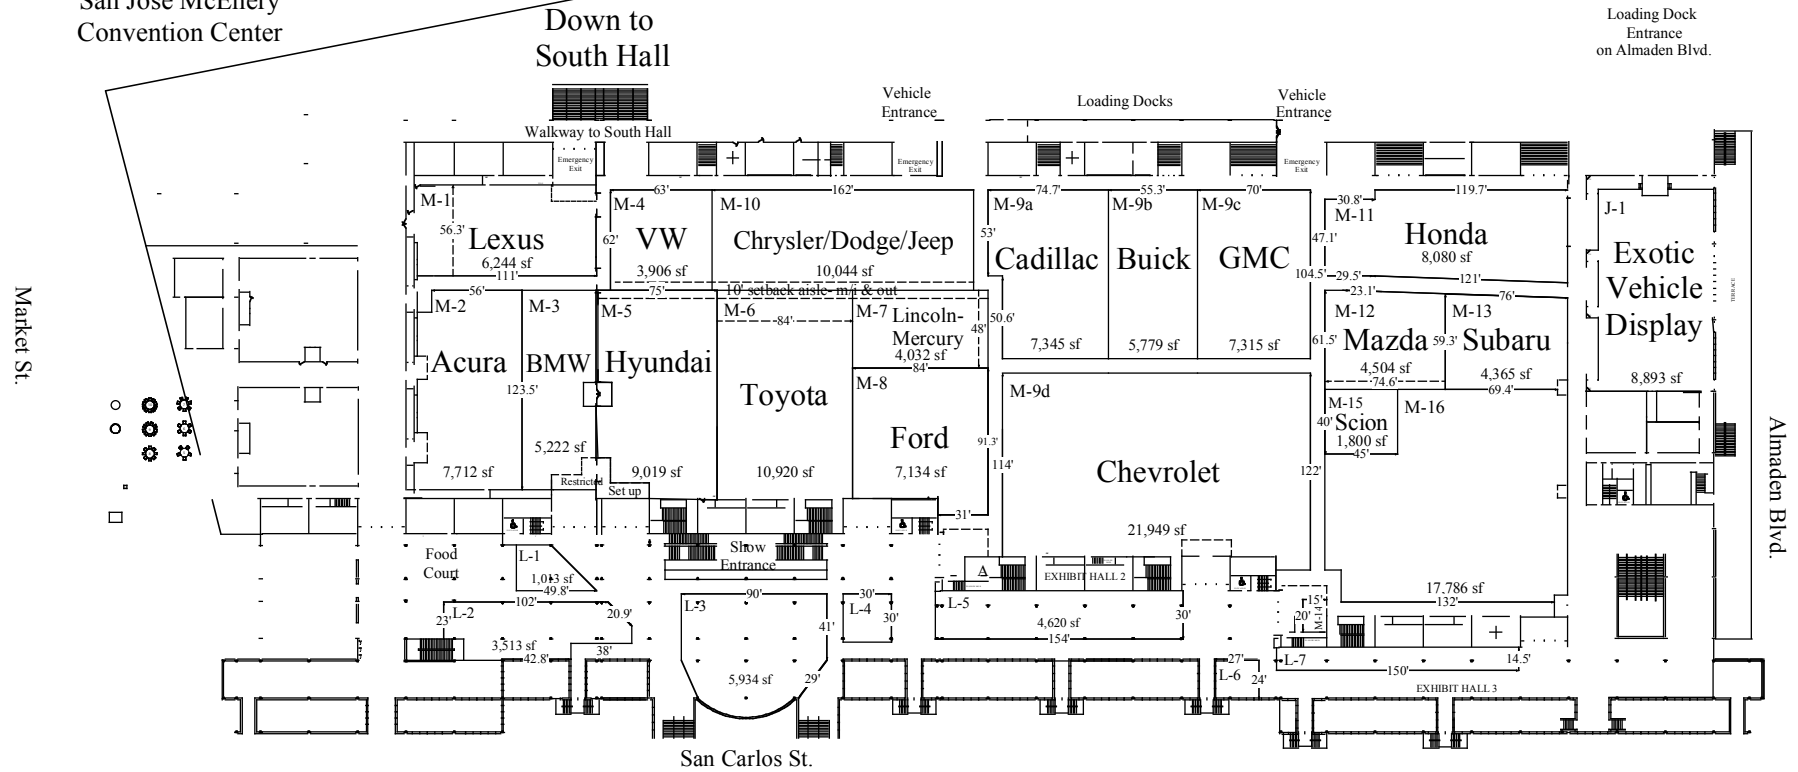 San Jose McEnery
Convention Center
Down to
South Hall
Loading Dock
Entrance
on Almaden Blvd.
Vehicle
Entrance
Loading Docks
Vehicle
Entrance
Walkway to South Hall
Emergency
Exit
Emergency
Exit
Emergency
Exit
M-1
56.3'
Lexus
6,244 sf
111'
63'
M-4
62'
VW
3,906 sf
75'
162'
M-10
Chrysler/Dodge/Jeep
10,044 sf
10' setback aisle- m/i & out
74.7'
M-9a
53'
Cadillac
50.6'
7,345 sf
55.3'
M-9b
Buick
5,779 sf
70'
M-9c
GMC
104.5'
7,315 sf
30.8'
119.7'
M-11
47.1'
Honda
8,080 sf
29.5'
121'
J-1
Exotic
Vehicle
Display
8,893 sf
TERRACE
56'
M-2
Acura
7,712 sf
M-3
BMW
123.5'
5,222 sf
Restricted
M-5
Hyundai
9,019 sf
Set up
M-6
84'
Toyota
10,920 sf
M-7
Lincoln-
Mercury
48'
4,032 sf
84'
M-8
Ford
91.3'
7,134 sf
31'
M-9d
114'
122'
Chevrolet
21,949 sf
23.1'
76'
M-12
61.5'
Mazda
4,504 sf
74.6'
M-13
59.3'
Subaru
4,365 sf
69.4'
M-15
40'
Scion
1,800 sf
45'
M-16
17,786 sf
132'
Market St.
Almaden Blvd.
Food
Court
L-1
1,013 sf
49.8'
Show
Entrance
A
EXHIBIT HALL 2
102'
L-2
23'
20.9'
3,513 sf
42.8'
38'
90'
L-3
41'
5,934 sf
29'
30'
L-4
30'
L-5
4,620 sf
30'
154'
15'
20'
M-14
27'
L-6
24'
L-7
14.5'
150'
EXHIBIT HALL 3
San Carlos St.